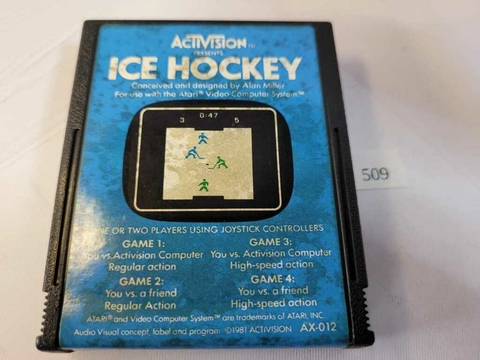 ACTIVISION™
PRESENTS
ICE HOCKEY
Conceived and designed by Alan Miller
For use with the Atari® Video Computer System™
0:47
3 5
ONE OR TWO PLAYERS USING JOYSTICK CONTROLLERS
GAME 1:
You vs. Activision Computer
Regular action
GAME 2:
You vs. a friend
Regular Action
GAME 3:
You vs. Activision Computer
High-speed action
GAME 4:
You vs. a friend
High-speed action
ATARI® and Video Computer System™ are trademarks of ATARI, INC.
Audio Visual concept, label and program ©1981 ACTIVISION AX-012
509